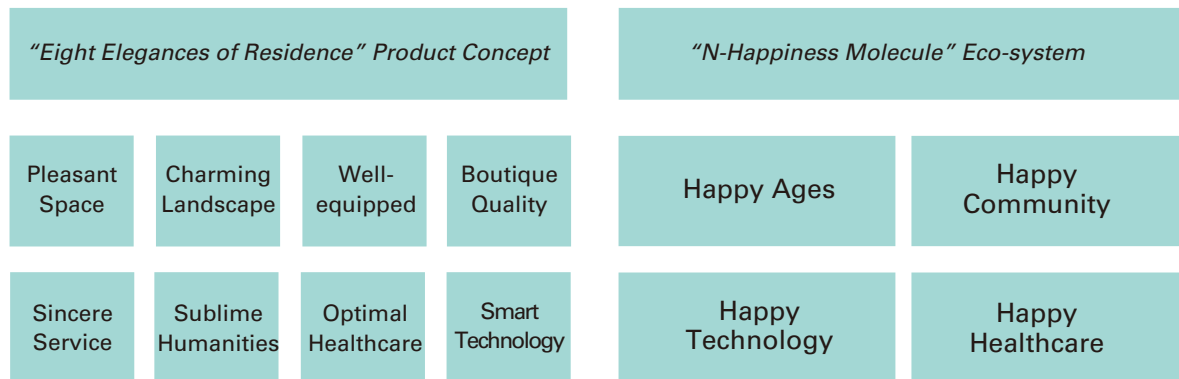 “Eight Elegances of Residence” Product Concept
“N-Happiness Molecule” Eco-system
Pleasant
Space
Charming
Landscape
Well-
equipped
Boutique
Quality
Happy Ages
Happy
Community
Sincere
Service
Sublime
Humanities
Optimal
Healthcare
Smart
Technology
Happy
Technology
Happy
Healthcare